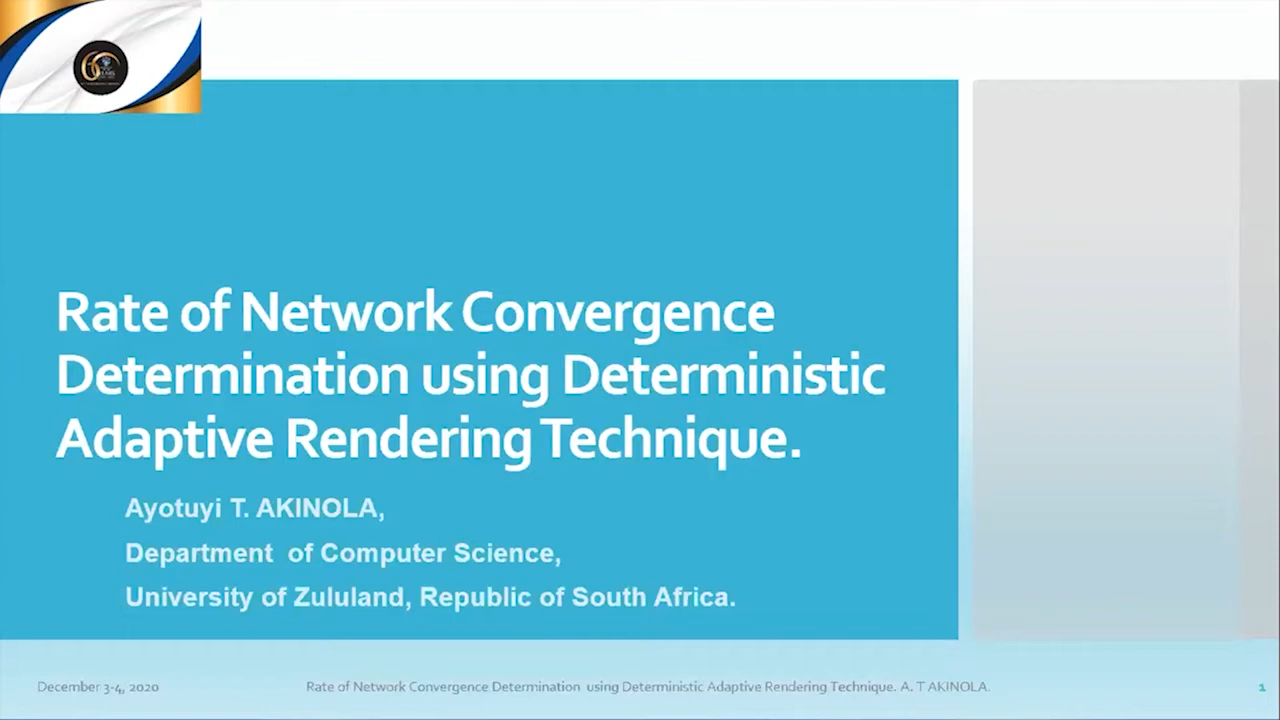 Rate of Network Convergence
Determination using Deterministic
Adaptive Rendering Technique.
Ayotuyi T. AKINOLA,
Department of Computer Science,
University of Zululand, Republic of South Africa.
December 3-4, 2020
Rate of Network Convergence Determination using Deterministic Adaptive Rendering Technique. A. T AKINOLA.
1